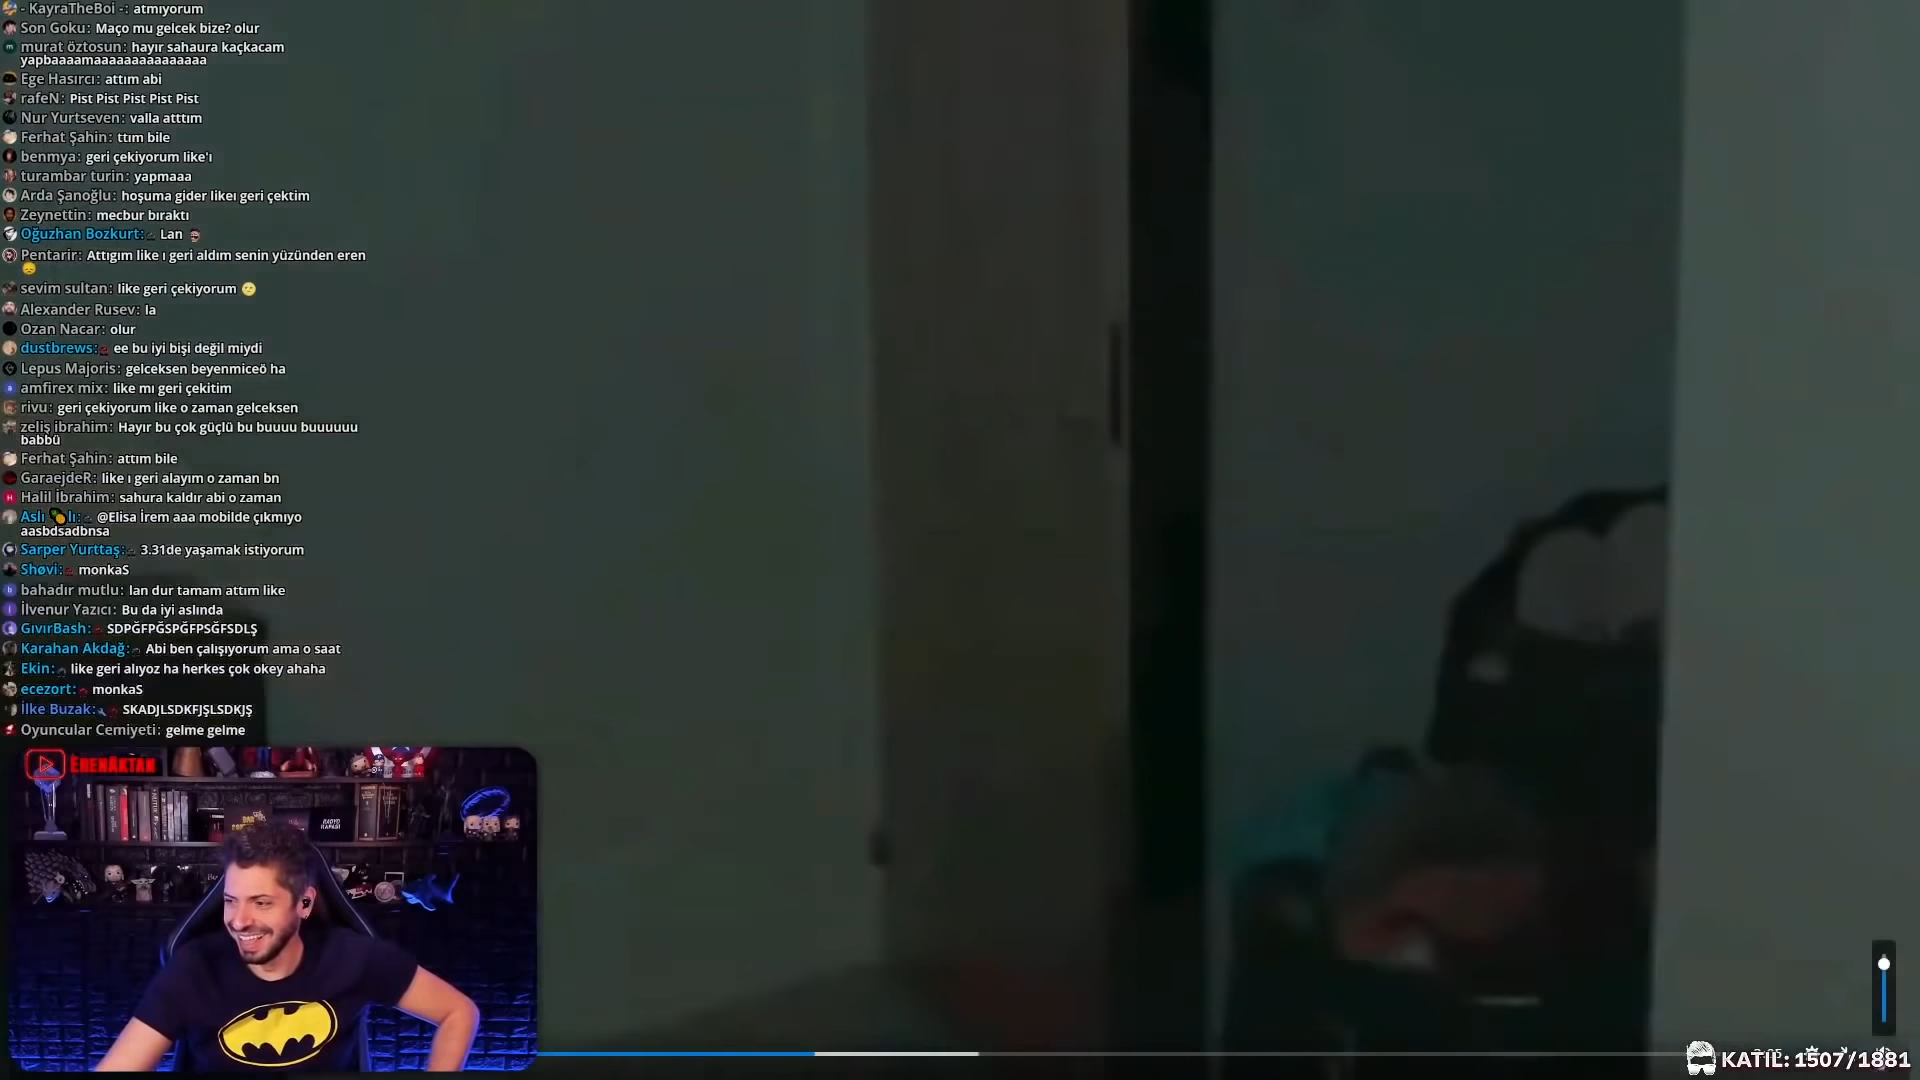 - KayraTheBoi -: atmıyorum
Son Goku: Maço mu gelcek bize? olur
murat öztosun: hayır sahaura kaçkacam
yapbaaaamaaaaaaaaaaaaaaa
Ege Hasırcı: attım abi
rafeN: Pist Pist Pist Pist Pist
Nur Yurtseven: valla atttım
Ferhat Şahin: ttım bile
benmya: geri çekiyorum like'ı
turambar turin: yapmaaa
Arda Şanoğlu: hoşuma gider likeı geri çektim
Zeynettin: mecbur bıraktı
Oğuzhan Bozkurt: Lan
Pentarir: Attıgım like ı geri aldım senin yüzünden eren
😞
sevim sultan: like geri çekiyorum 🌝
Alexander Rusev: la
Ozan Nacar: olur
dustbrews: ee bu iyi bişi değil miydi
Lepus Majoris: gelceksen beyenmiceö ha
amfirex mix: like mı geri çekitim
rivu: geri çekiyorum like o zaman gelceksen
zeliş ibrahim: Hayır bu çok güçlü bu buuuu buuuuuu
babbü
Ferhat Şahin: attım bile
GaraejdeR: like ı geri alayım o zaman bn
Halil İbrahim: sahura kaldır abi o zaman
Aslı 🍍lı: @Elisa İrem aaa mobilde çıkmıyo
aasbdsadbnsa
Sarper Yurttaş: 3.31de yaşamak istiyorum
Shøvi: monkaS
bahadır mutlu: lan dur tamam attım like
İlvenur Yazıcı: Bu da iyi aslında
GıvırBash: SDPĞFPĞSPĞFPSĞFSDLŞ
Karahan Akdağ: Abi ben çalışıyorum ama o saat
Ekin: like geri alıyoz ha herkes çok okey ahaha
ecezort: monkaS
İlke Buzak: SKADJLSDKFJŞLSDKJŞ
Oyuncular Cemiyeti: gelme gelme
ErenAktan
KATİL: 1507/1881